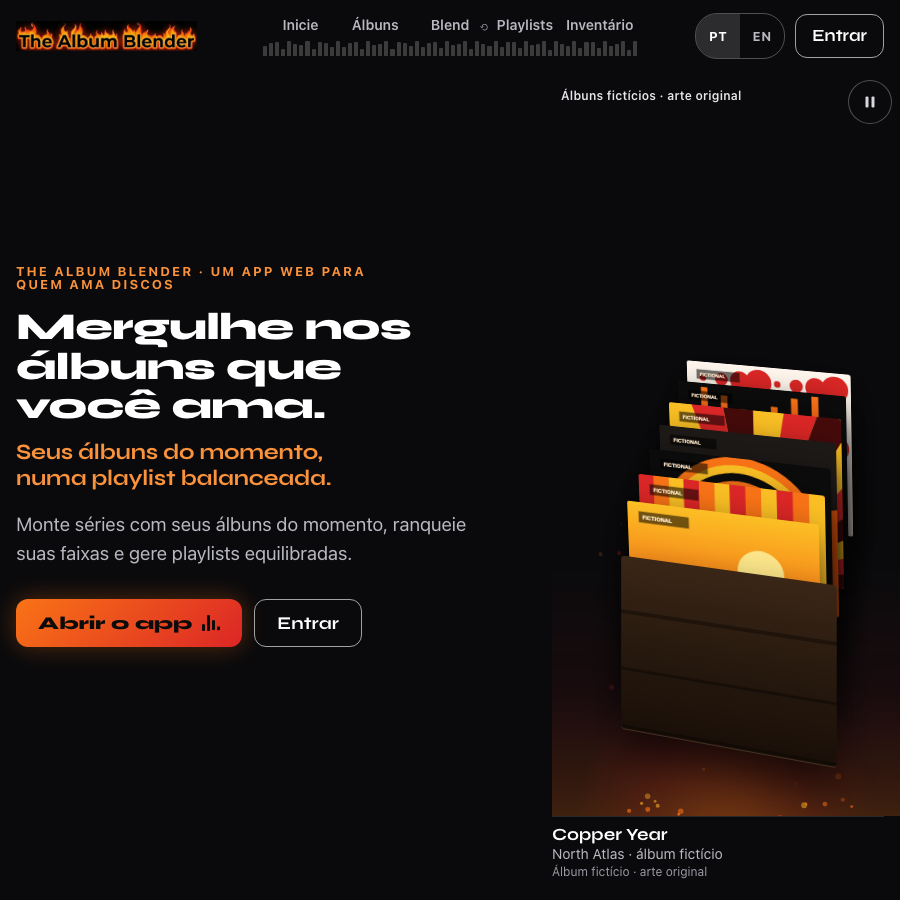 The Album Blender
Inicie
Álbuns
Blend
Playlists
Inventário
PT
EN
Entrar
Álbuns fictícios · arte original
THE ALBUM BLENDER · UM APP WEB PARA
QUEM AMA DISCOS
Mergulhe nos
álbuns que
você ama.
Seus álbuns do momento,
numa playlist balanceada.
Monte séries com seus álbuns do momento, ranqueie
suas faixas e gere playlists equilibradas.
Abrir o app
Entrar
FICTIONAL
FICTIONAL
FICTIONAL
FICTIONAL
FICTIONAL
FICTIONAL
FICTIONAL
Copper Year
North Atlas · álbum fictício
Álbum fictício · arte original